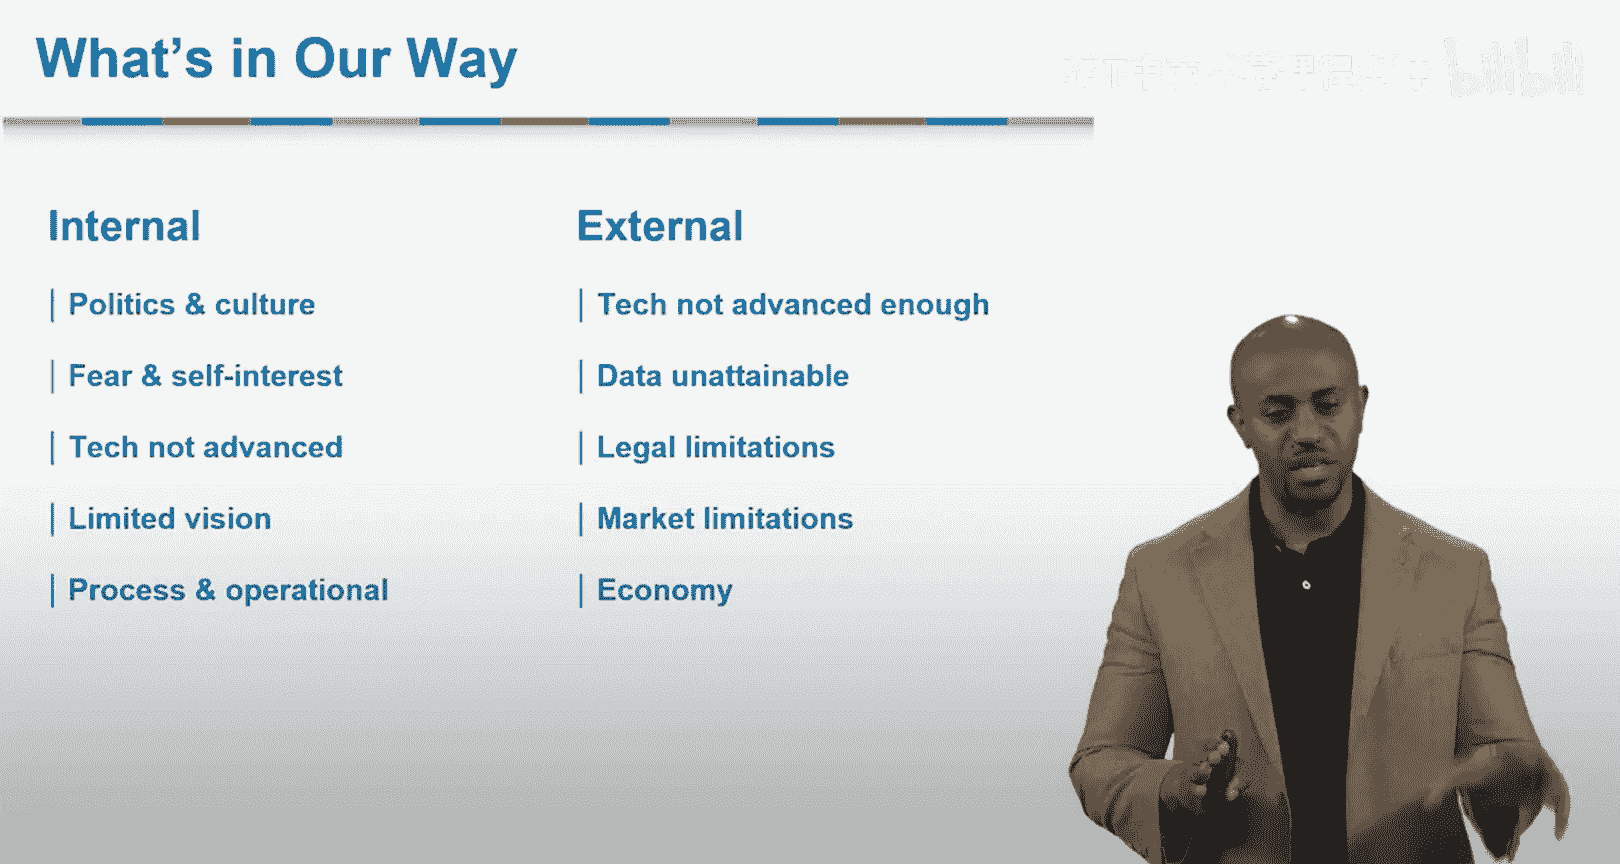 What's in Our Way
Internal
Politics & culture
Fear & self-interest
Tech not advanced
Limited vision
Process & operational
External
Tech not advanced enough
Data unattainable
Legal limitations
Market limitations
Economy
bilibili